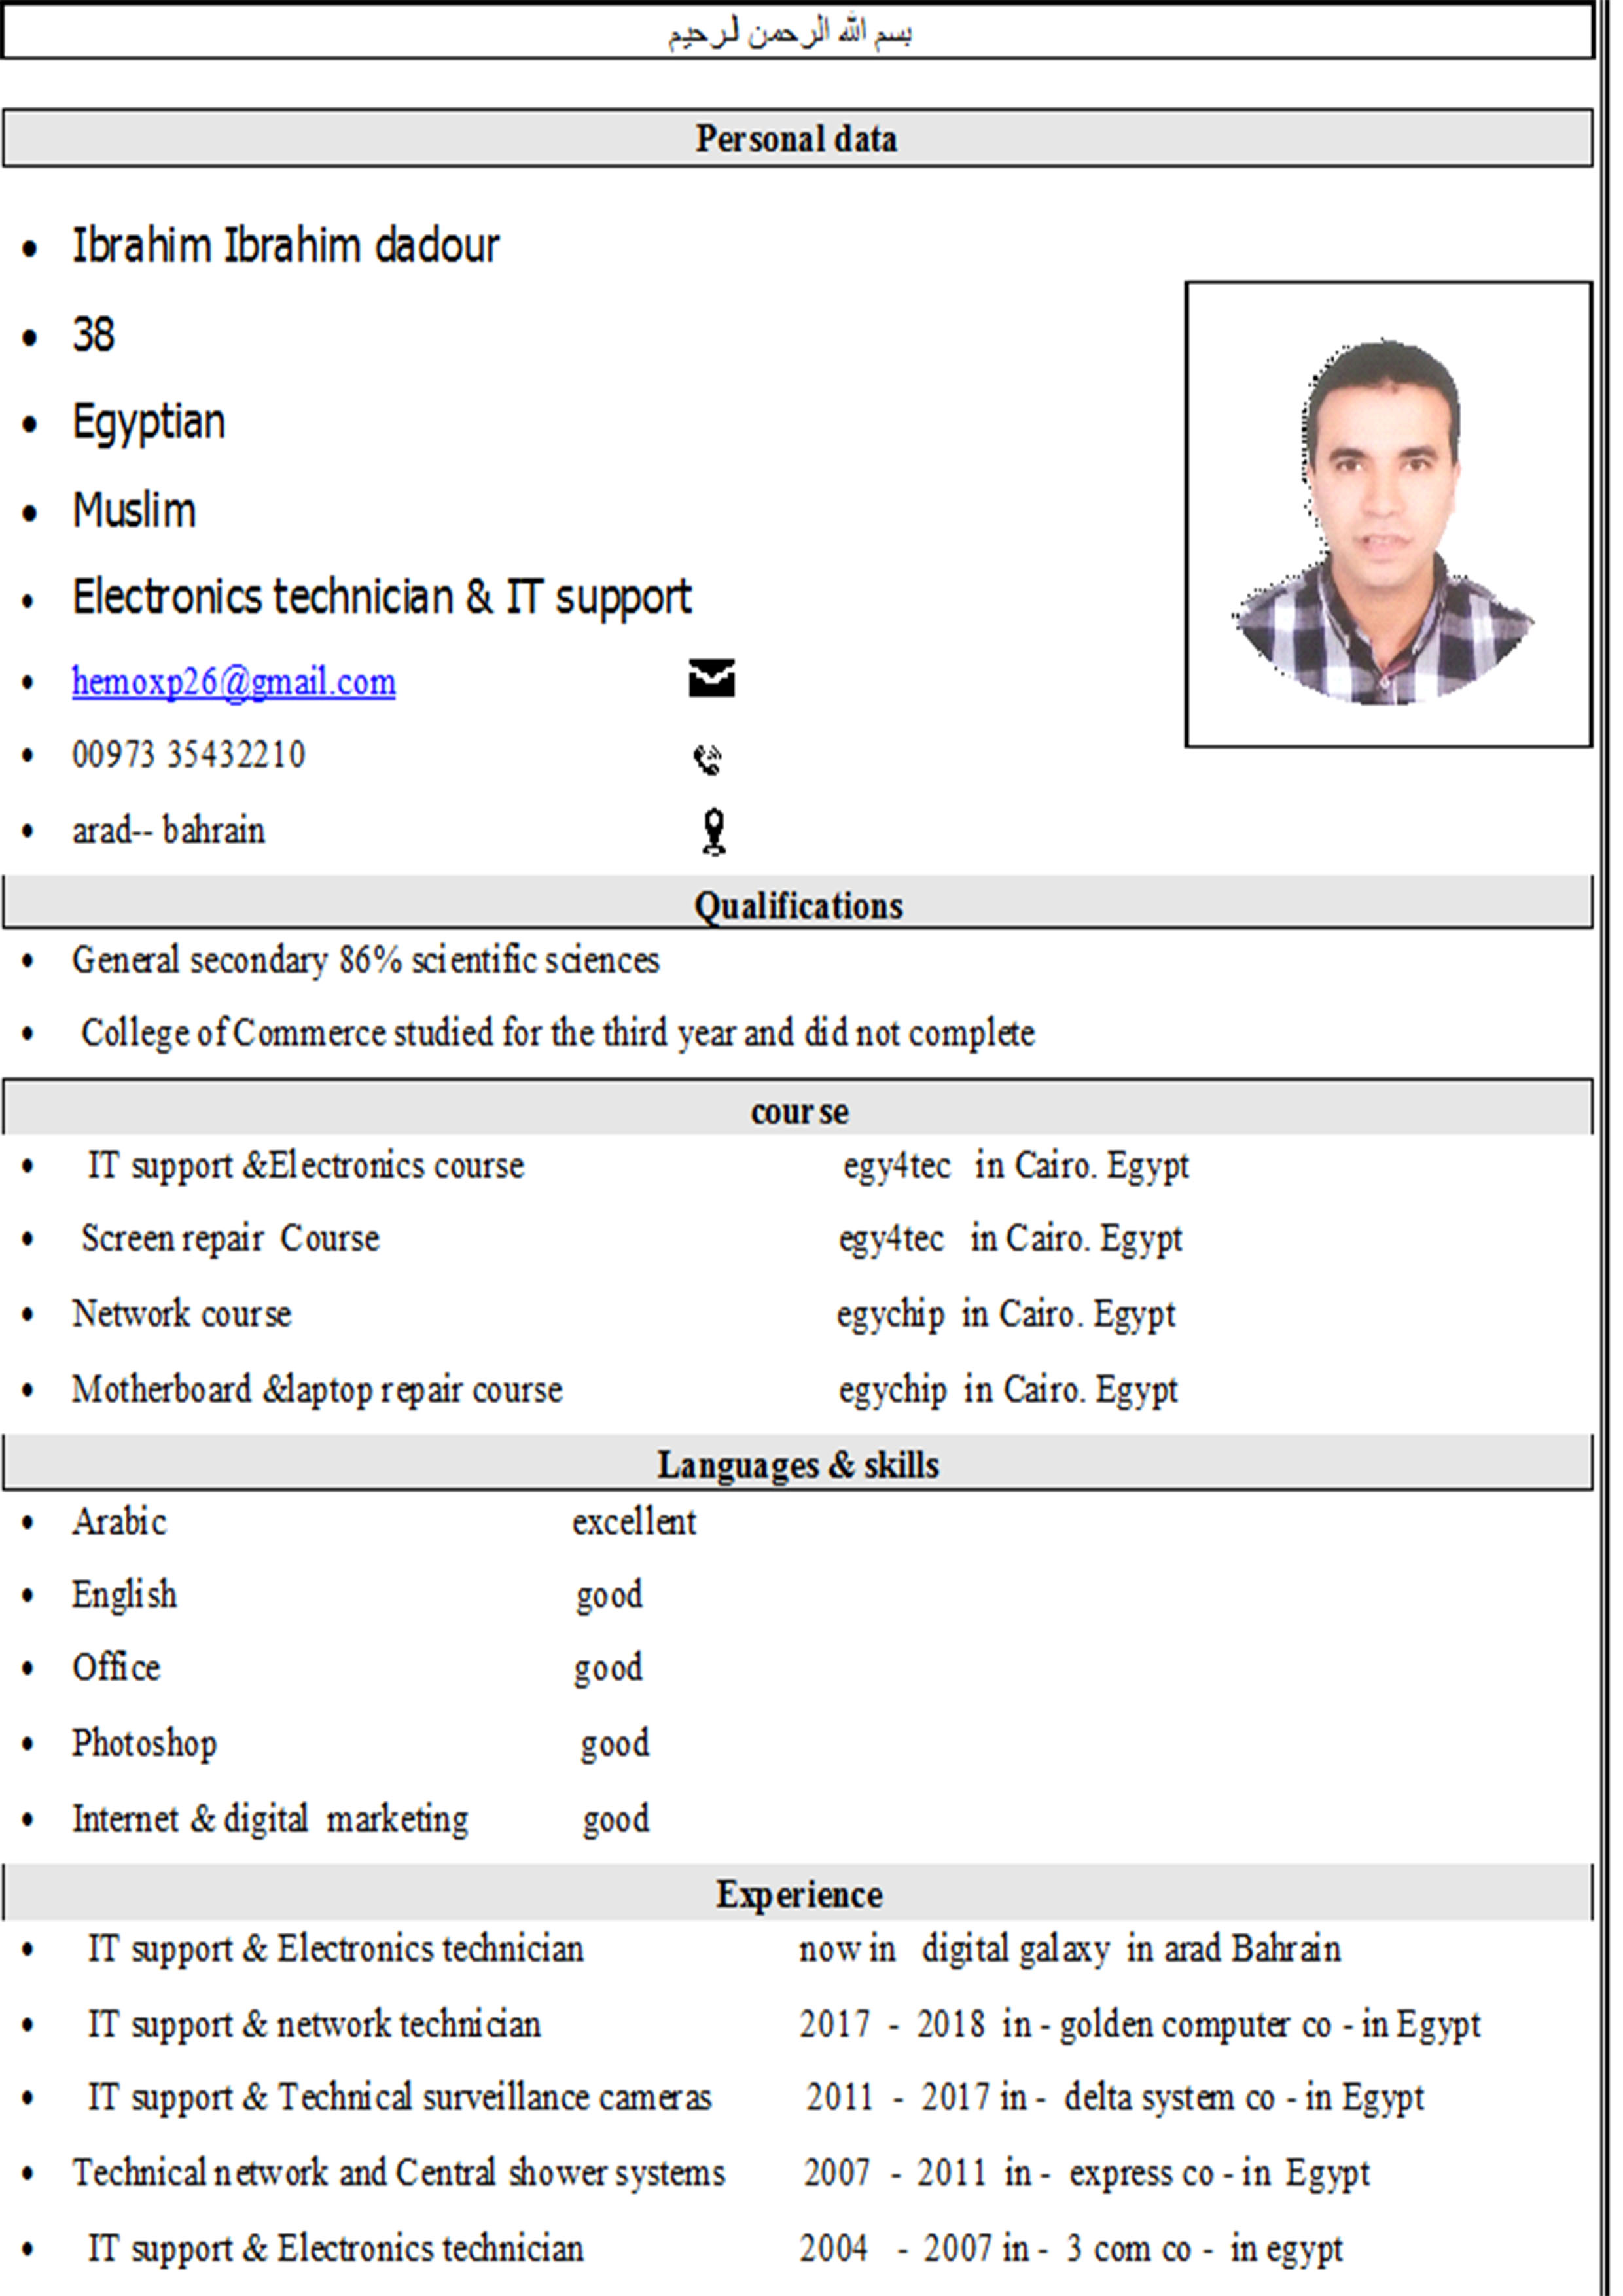 بسم الله الرحمن لرحيم
Personal data
Ibrahim Ibrahim dadour
38
Egyptian
Muslim
Electronics technician & IT support
hemoxp26@gmail.com
00973 35432210
arad-- bahrain
Qualifications
General secondary 86% scientific sciences
College of Commerce studied for the third year and did not complete
course
IT support &Electronics course egy4tec in Cairo. Egypt
Screen repair Course egy4tec in Cairo. Egypt
Network course egychip in Cairo. Egypt
Motherboard &laptop repair course egychip in Cairo. Egypt
Languages & skills
Arabic excellent
English good
Office good
Photoshop good
Internet & digital marketing good
Experience
IT support & Electronics technician now in digital galaxy in arad Bahrain
IT support & network technician 2017 - 2018 in - golden computer co - in Egypt
IT support & Technical surveillance cameras 2011 - 2017 in - delta system co - in Egypt
Technical network and Central shower systems 2007 - 2011 in - express co - in Egypt
IT support & Electronics technician 2004 - 2007 in - 3 com co - in egypt